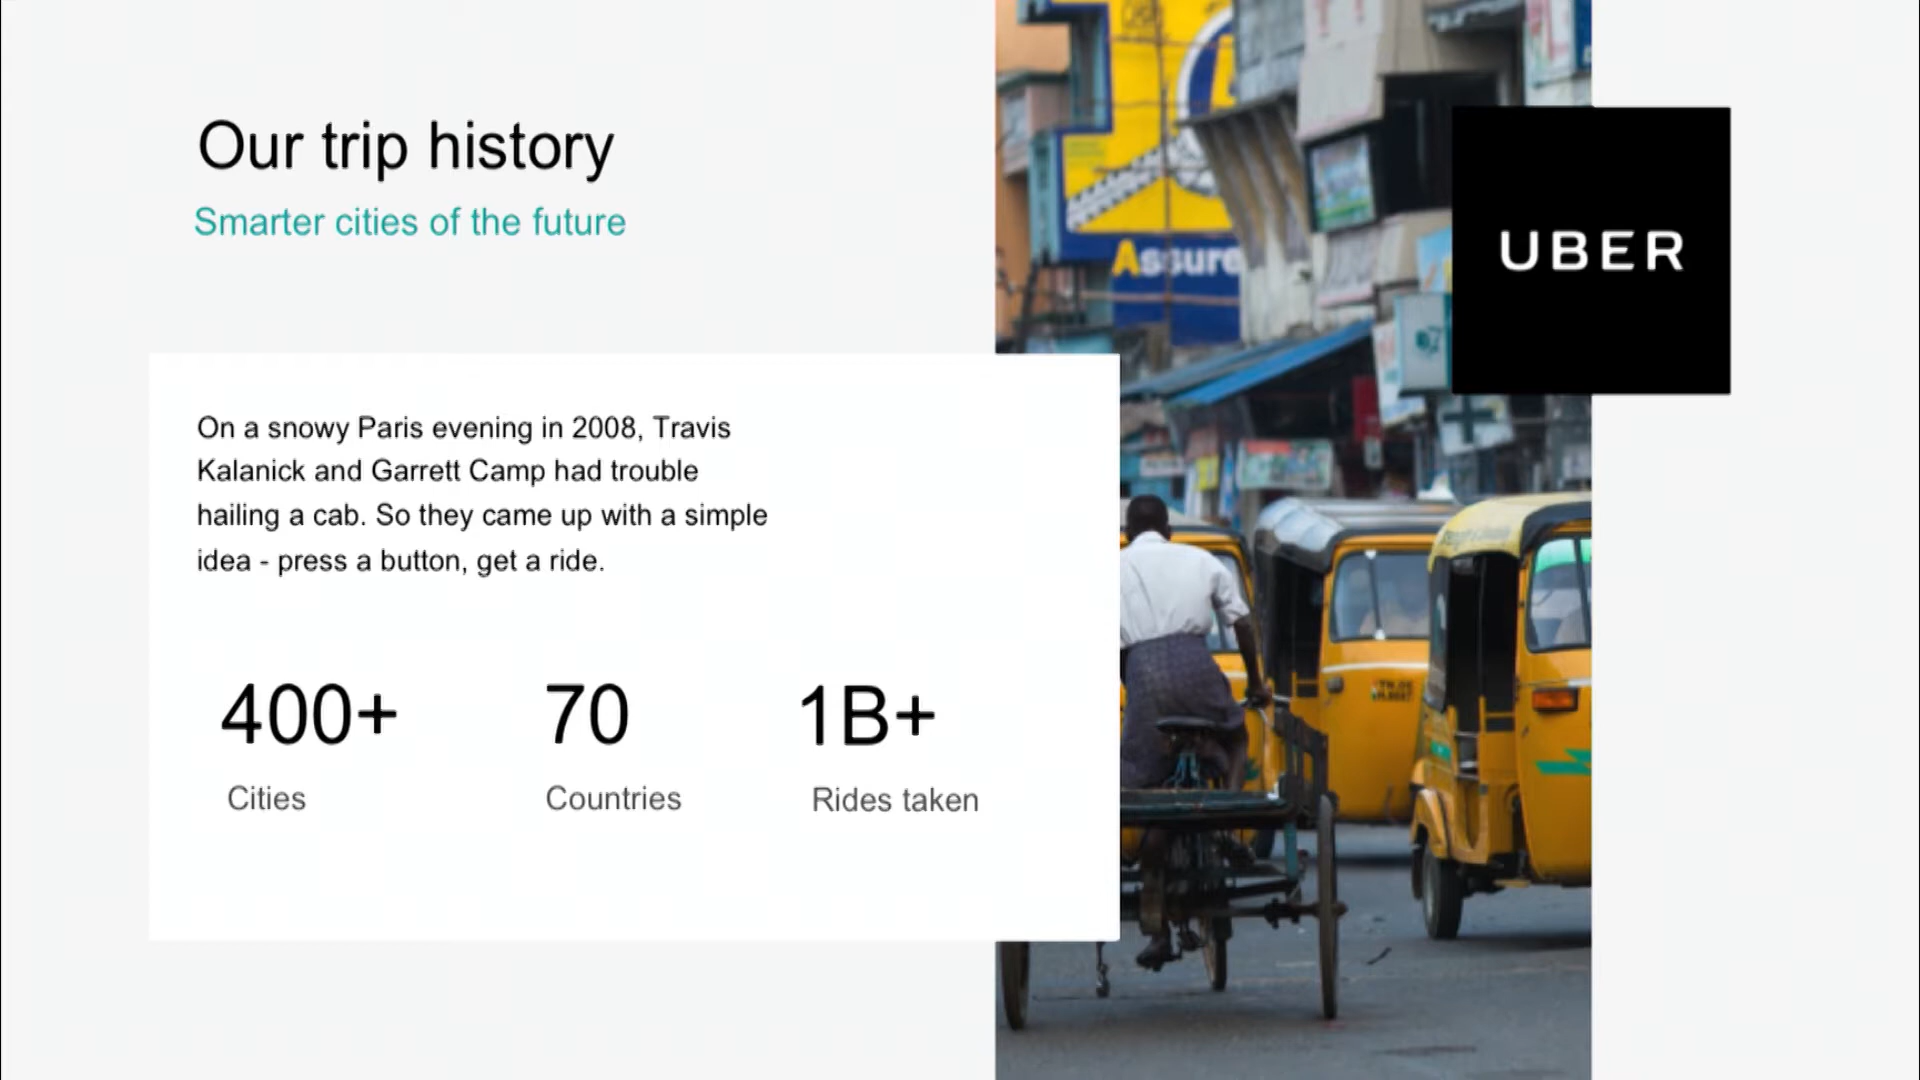 Our trip history
Smarter cities of the future
On a snowy Paris evening in 2008, Travis
Kalanick and Garrett Camp had trouble
hailing a cab. So they came up with a simple
idea - press a button, get a ride.
400+
Cities
70
Countries
1B+
Rides taken
Assure
UBER